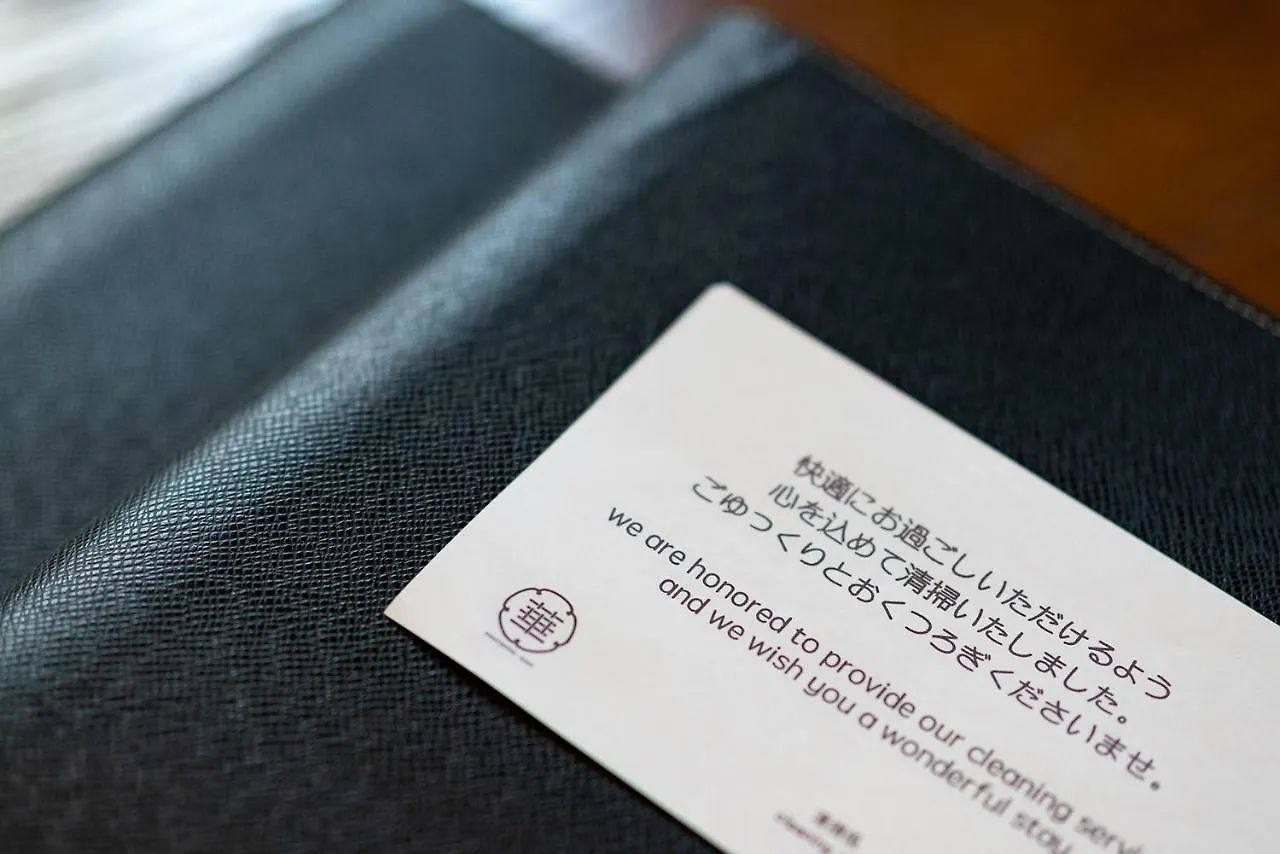 快適にお過ごしいただけるよう
心を込めて清掃いたしました。
ごゆっくりとおくつろぎくださいませ。
we are honored to provide our cleaning servi
and we wish you a wonderful stay
華
cleaning